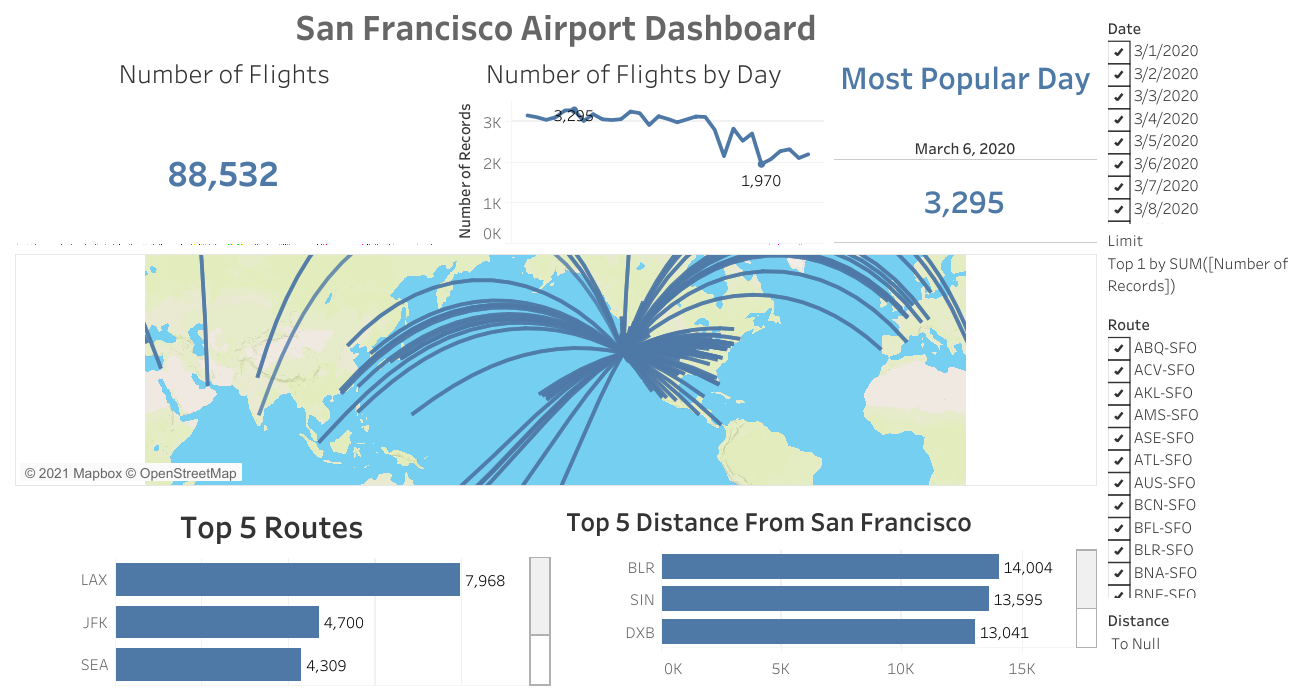 San Francisco Airport Dashboard
Number of Flights
88,532
Number of Flights by Day
Number of Records
3K
2K
1K
0K
3,295
1,970
Most Popular Day
March 6, 2020
3,295
Date
3/1/2020
3/2/2020
3/3/2020
3/4/2020
3/5/2020
3/6/2020
3/7/2020
3/8/2020
Limit
Top 1 by SUM([Number of
Records])
Route
ABQ-SFO
ACV-SFO
AKL-SFO
AMS-SFO
ASE-SFO
ATL-SFO
AUS-SFO
BCN-SFO
BFL-SFO
BLR-SFO
BNA-SFO
BNE-SFO
Distance
To Null
© 2021 Mapbox © OpenStreetMap
Top 5 Routes
LAX 7,968
JFK 4,700
SEA 4,309
Top 5 Distance From San Francisco
BLR 14,004
SIN 13,595
DXB 13,041
0K 5K 10K 15K